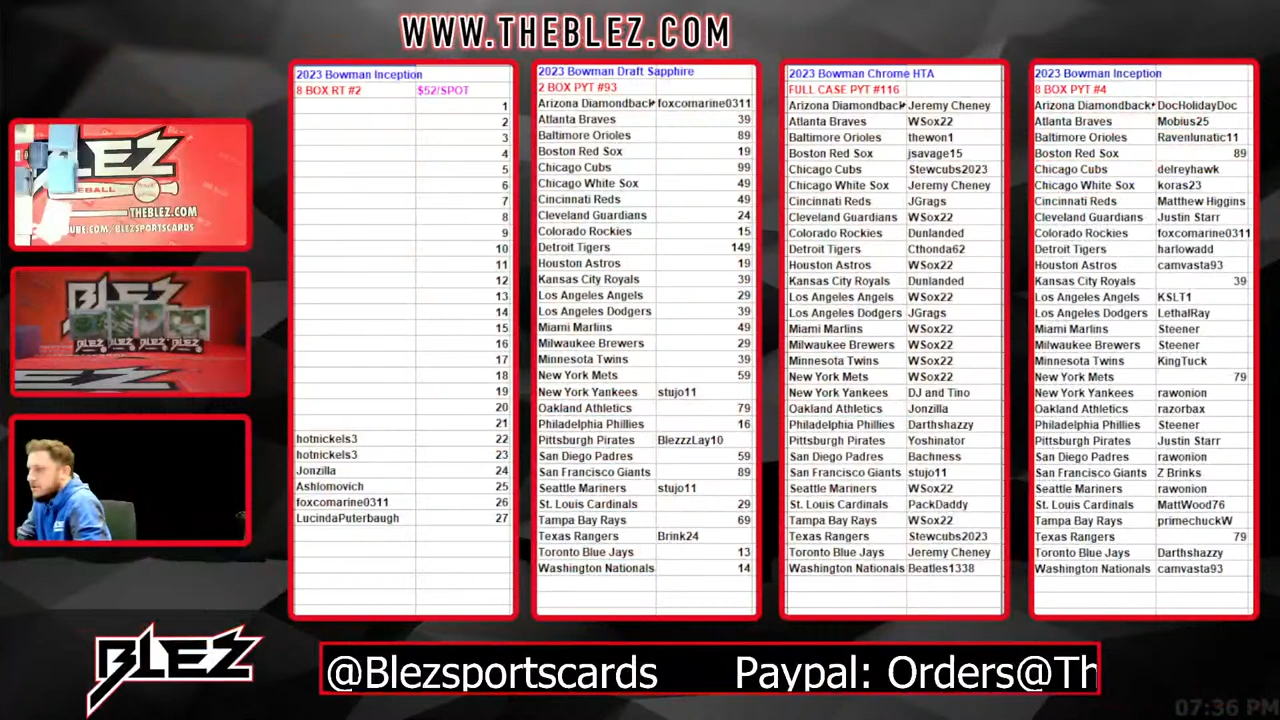 WWW.THEBLEZ.COM
BLEZ
BASEBALL
THEBLEZ.COM
BLEZ
BLEZ BLEZ BLEZ BLEZ
2023 Bowman Inception
8 BOX RT #2 $52/SPOT
1
2
3
4
5
6
7
8
9
10
11
12
13
14
15
16
17
18
19
20
21
hotnickels3 22
hotnickels3 23
Jonzilla 24
Ashlomovich 25
foxcomarine0311 26
LucindaPuterbaugh 27
2023 Bowman Draft Sapphire
2 BOX PYT #93
Arizona Diamondback foxcomarine0311
Atlanta Braves 39
Baltimore Orioles 89
Boston Red Sox 19
Chicago Cubs 99
Chicago White Sox 49
Cincinnati Reds 49
Cleveland Guardians 24
Colorado Rockies 15
Detroit Tigers 149
Houston Astros 19
Kansas City Royals 39
Los Angeles Angels 29
Los Angeles Dodgers 39
Miami Marlins 49
Milwaukee Brewers 29
Minnesota Twins 39
New York Mets 59
New York Yankees stujo11
Oakland Athletics 79
Philadelphia Phillies 16
Pittsburgh Pirates BlezzzLay10
San Diego Padres 59
San Francisco Giants 89
Seattle Mariners stujo11
St. Louis Cardinals 29
Tampa Bay Rays 69
Texas Rangers Brink24
Toronto Blue Jays 13
Washington Nationals 14
2023 Bowman Chrome HTA
FULL CASE PYT #116
Arizona Diamondback Jeremy Cheney
Atlanta Braves WSox22
Baltimore Orioles thewon1
Boston Red Sox jsavage15
Chicago Cubs Stewcubs2023
Chicago White Sox Jeremy Cheney
Cincinnati Reds JGrags
Cleveland Guardians WSox22
Colorado Rockies Dunlanded
Detroit Tigers Cthonda62
Houston Astros WSox22
Kansas City Royals Dunlanded
Los Angeles Angels WSox22
Los Angeles Dodgers JGrags
Miami Marlins WSox22
Milwaukee Brewers WSox22
Minnesota Twins WSox22
New York Mets WSox22
New York Yankees DJ and Tino
Oakland Athletics Jonzilla
Philadelphia Phillies Darthshazzy
Pittsburgh Pirates Yoshinator
San Diego Padres Bachness
San Francisco Giants stujo11
Seattle Mariners WSox22
St. Louis Cardinals PackDaddy
Tampa Bay Rays WSox22
Texas Rangers Stewcubs2023
Toronto Blue Jays Jeremy Cheney
Washington Nationals Beatles1338
2023 Bowman Inception
8 BOX PYT #4
Arizona Diamondback DocHolidayDoc
Atlanta Braves Mobius25
Baltimore Orioles Ravenlunatic11
Boston Red Sox 89
Chicago Cubs delreyhawk
Chicago White Sox koras23
Cincinnati Reds Matthew Higgins
Cleveland Guardians Justin Starr
Colorado Rockies foxcomarine0311
Detroit Tigers harlowadd
Houston Astros camvasta93
Kansas City Royals 39
Los Angeles Angels KSLT1
Los Angeles Dodgers LethalRay
Miami Marlins Steener
Milwaukee Brewers Steener
Minnesota Twins KingTuck
New York Mets 79
New York Yankees rawonion
Oakland Athletics razorbax
Philadelphia Phillies Steener
Pittsburgh Pirates Justin Starr
San Diego Padres rawonion
San Francisco Giants Z Brinks
Seattle Mariners rawonion
St. Louis Cardinals MattWood76
Tampa Bay Rays primechuckW
Texas Rangers 79
Toronto Blue Jays Darthshazzy
Washington Nationals camvasta93
BLEZ
@Blezsportscards Paypal: Orders@Th
07:36 PM